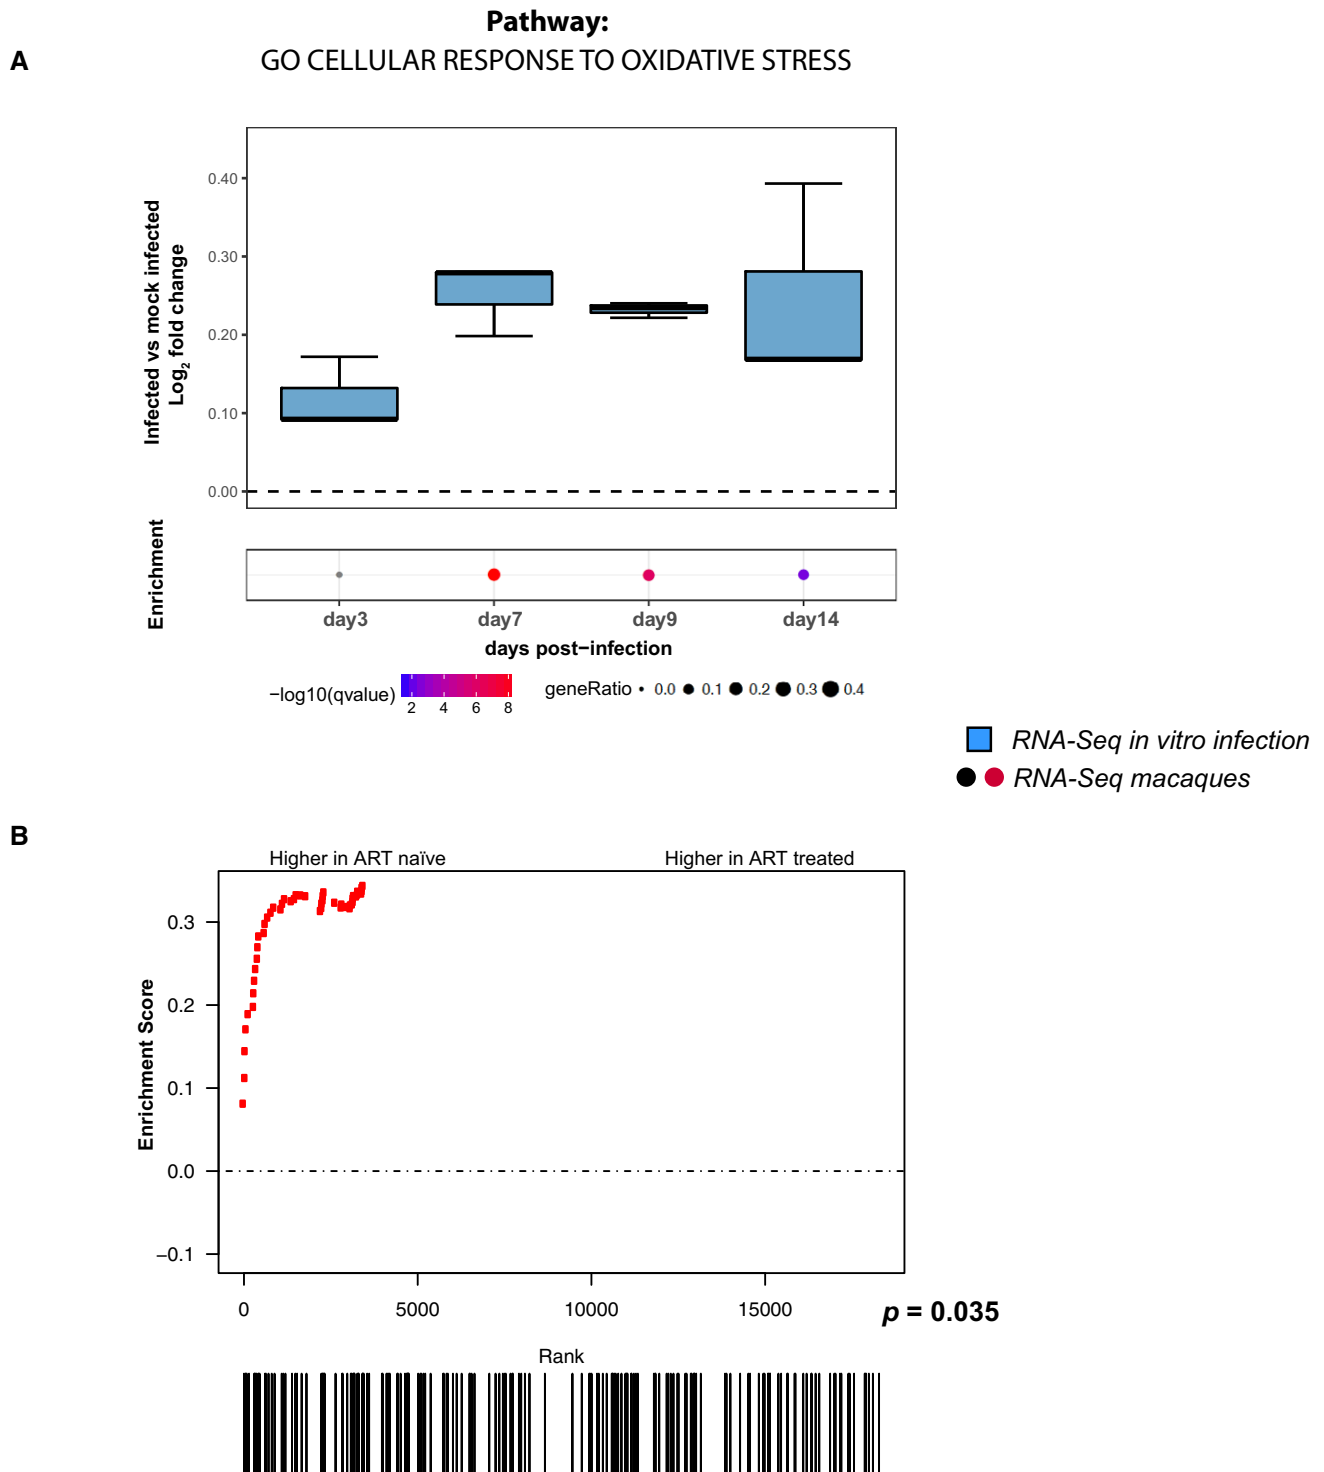 Pathway:
A
GO CELLULAR RESPONSE TO OXIDATIVE STRESS
Infected vs mock infected
Log2 fold change
0.40
0.30
0.20
0.10
0.00
Enrichment
day3 day7 day9 day14
days post-infection
-log10(qvalue) 2 4 6 8 geneRatio 0.0 0.1 0.2 0.3 0.4
RNA-Seq in vitro infection
RNA-Seq macaques
B
Higher in ART naïve Higher in ART treated
Enrichment Score
0.3
0.2
0.1
0.0
−0.1
0 5000 10000 15000
p = 0.035
Rank